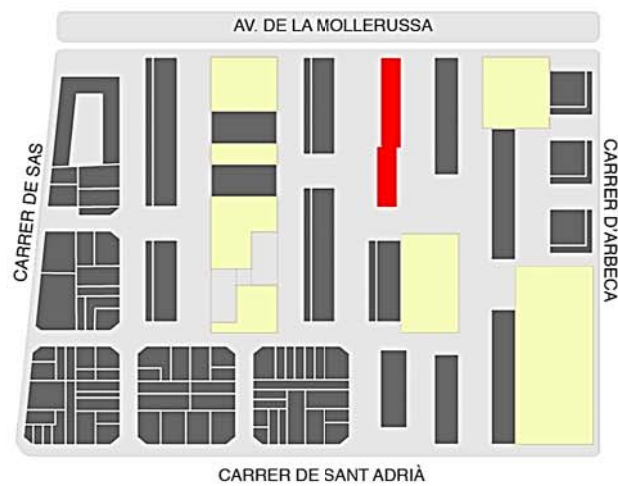 AV. DE LA MOLLERUSSA
CARRER DE SAS
CARRER D'ARBECA
CARRER DE SANT ADRIÀ